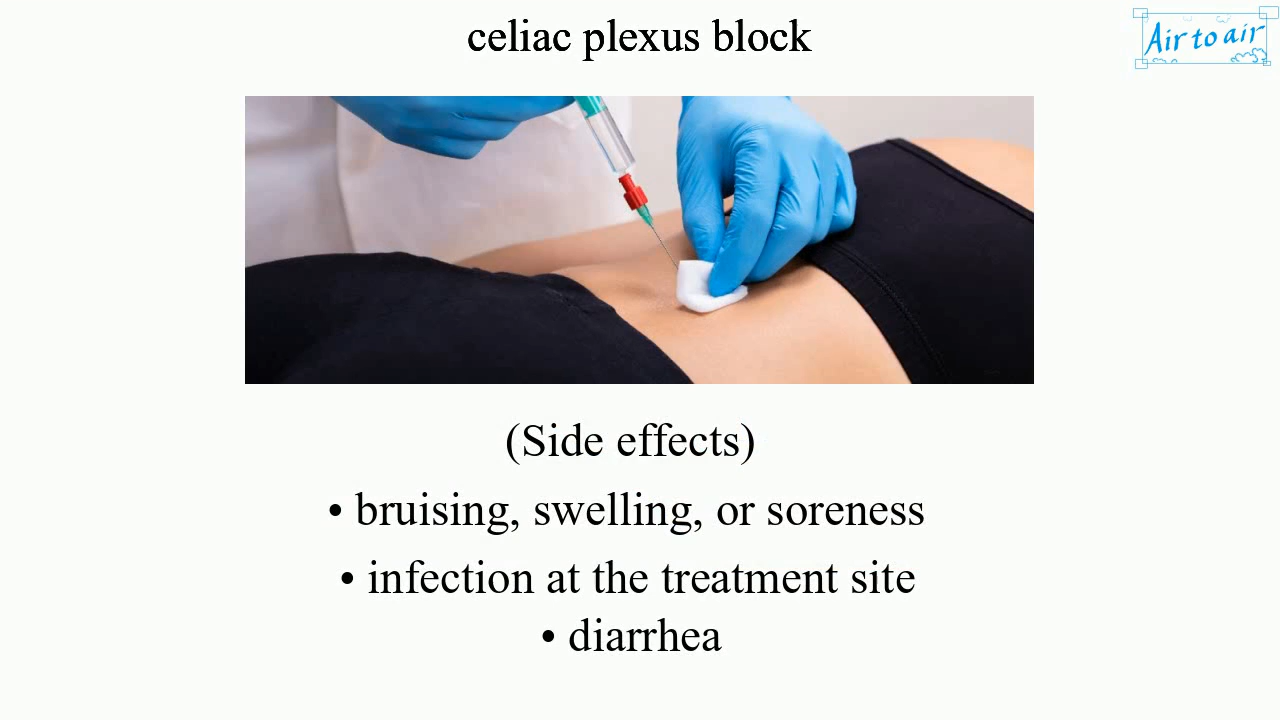 celiac plexus block
Air to air
(Side effects)
• bruising, swelling, or soreness
• infection at the treatment site
• diarrhea